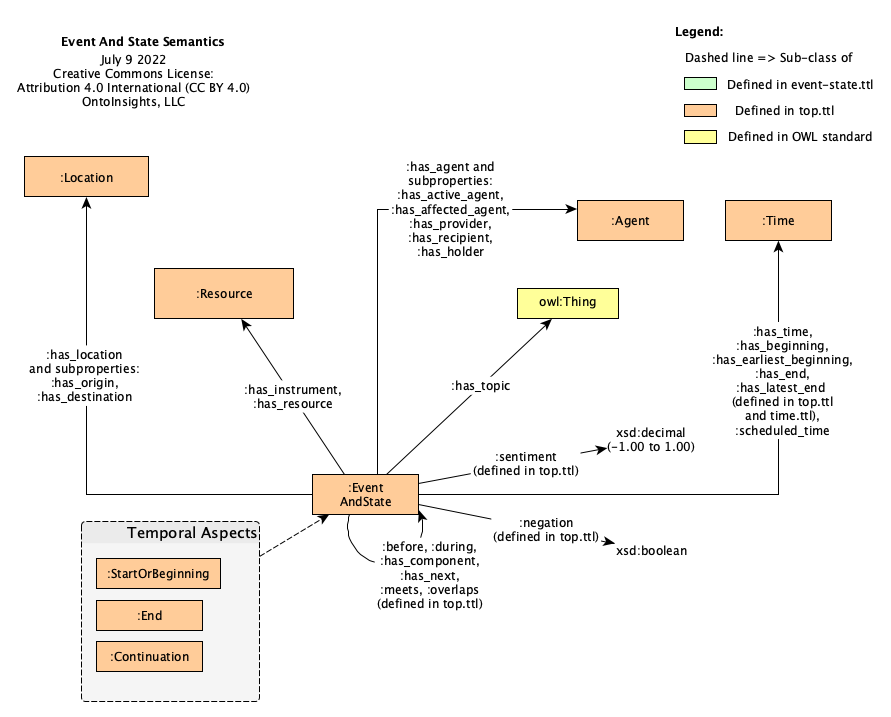 Event And State Semantics
July 9 2022
Creative Commons License:
Attribution 4.0 International (CC BY 4.0)
OntoInsights, LLC
Legend:
Dashed line => Sub-class of
Defined in event-state.ttl
Defined in top.ttl
Defined in OWL standard
:Location
:has_agent and
subproperties:
:has_active_agent,
:has_affected_agent,
:has_provider,
:has_recipient,
:has_holder
:Agent
:Time
:Resource
owl:Thing
:has_location
and subproperties:
:has_origin,
:has_destination
:has_instrument,
:has_resource
:has_topic
:has_time,
:has_beginning,
:has_earliest_beginning,
:has_end,
:has_latest_end
(defined in top.ttl
and time.ttl),
:scheduled_time
:sentiment
(defined in top.ttl)
xsd:decimal
(-1.00 to 1.00)
:Event
AndState
:negation
(defined in top.ttl)
xsd:boolean
:before, :during,
:has_component,
:has_next,
:meets, :overlaps
(defined in top.ttl)
Temporal Aspects
:StartOrBeginning
:End
:Continuation